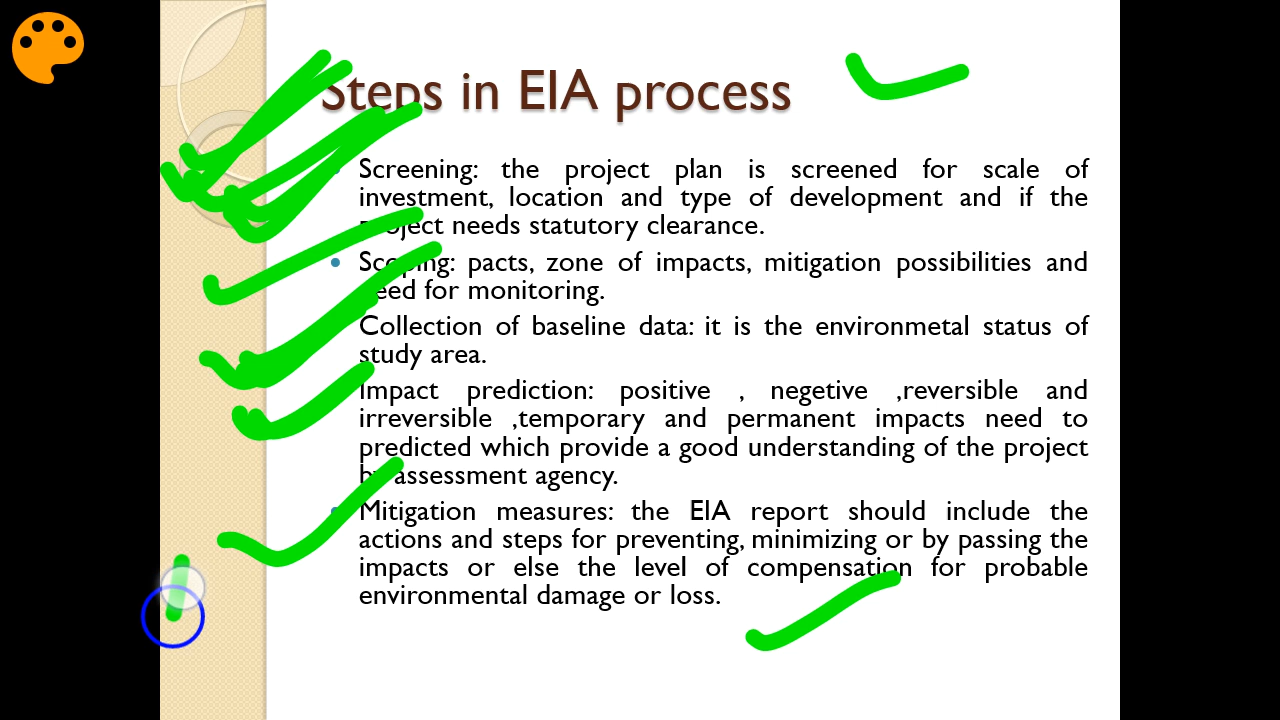 Steps in EIA process
Screening: the project plan is screened for scale of
investment, location and type of development and if the
project needs statutory clearance.
Scoping: pacts, zone of impacts, mitigation possibilities and
need for monitoring.
Collection of baseline data: it is the environmetal status of
study area.
Impact prediction: positive , negetive ,reversible and
irreversible ,temporary and permanent impacts need to
predicted which provide a good understanding of the project
by assessment agency.
Mitigation measures: the EIA report should include the
actions and steps for preventing, minimizing or by passing the
impacts or else the level of compensation for probable
environmental damage or loss.